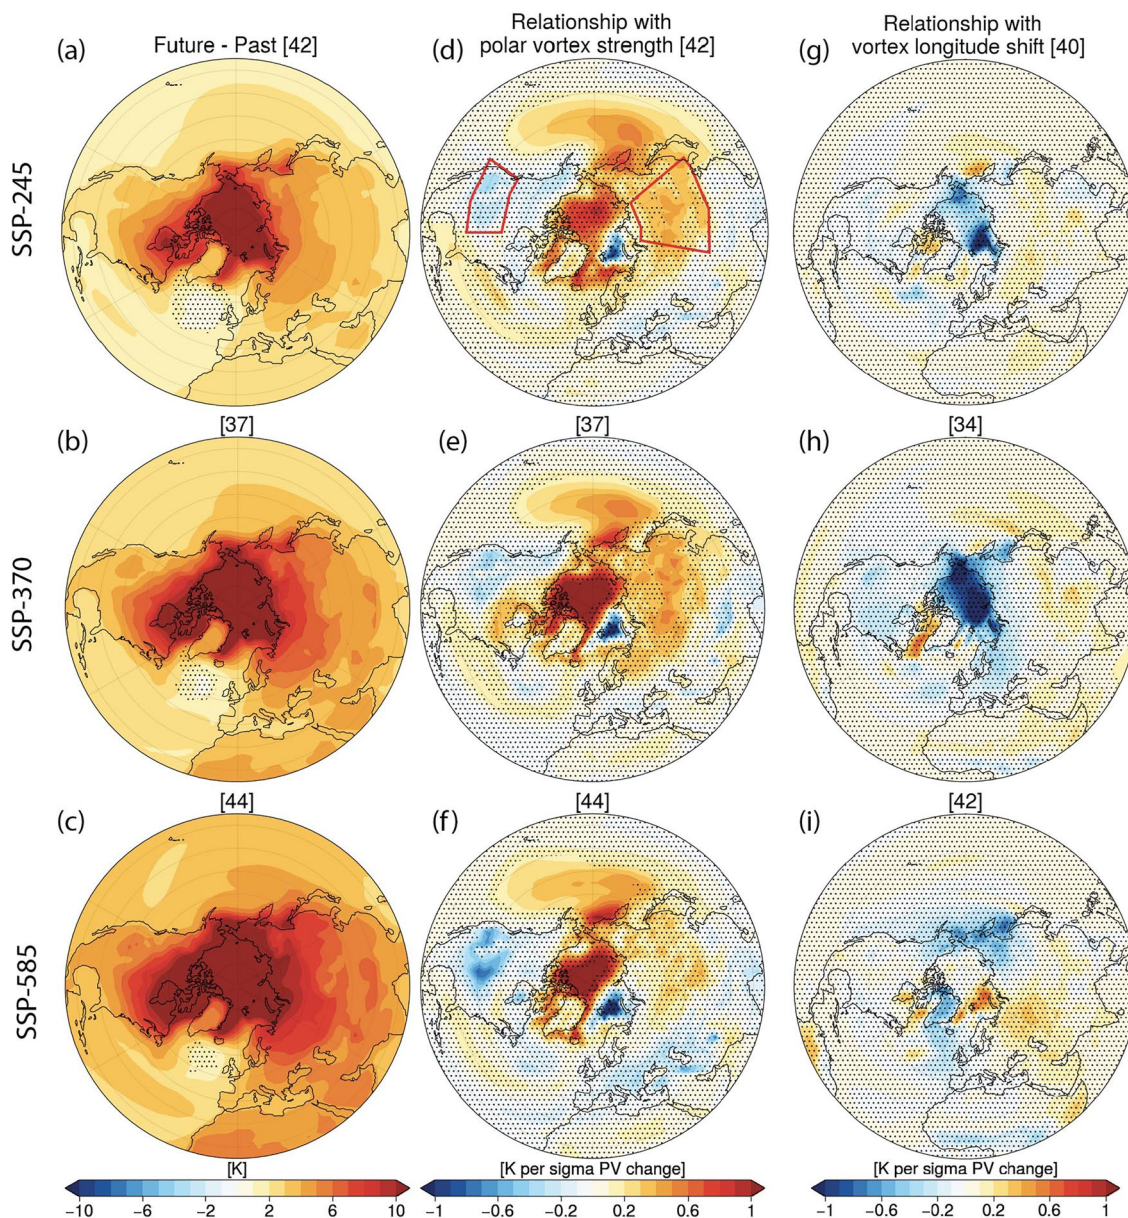 (a)
Future - Past [42]
(d)
Relationship with
polar vortex strength [42]
(g)
Relationship with
vortex longitude shift [40]
SSP-245
(b)
[37]
(e)
[37]
(h)
[34]
SSP-370
(c)
[44]
(f)
[44]
(i)
[42]
SSP-585
[K]
[K per sigma PV change]
[K per sigma PV change]
−10 −6 −2 2 6 10
−1 −0.6 −0.2 0.2 0.6 1
−1 −0.6 −0.2 0.2 0.6 1